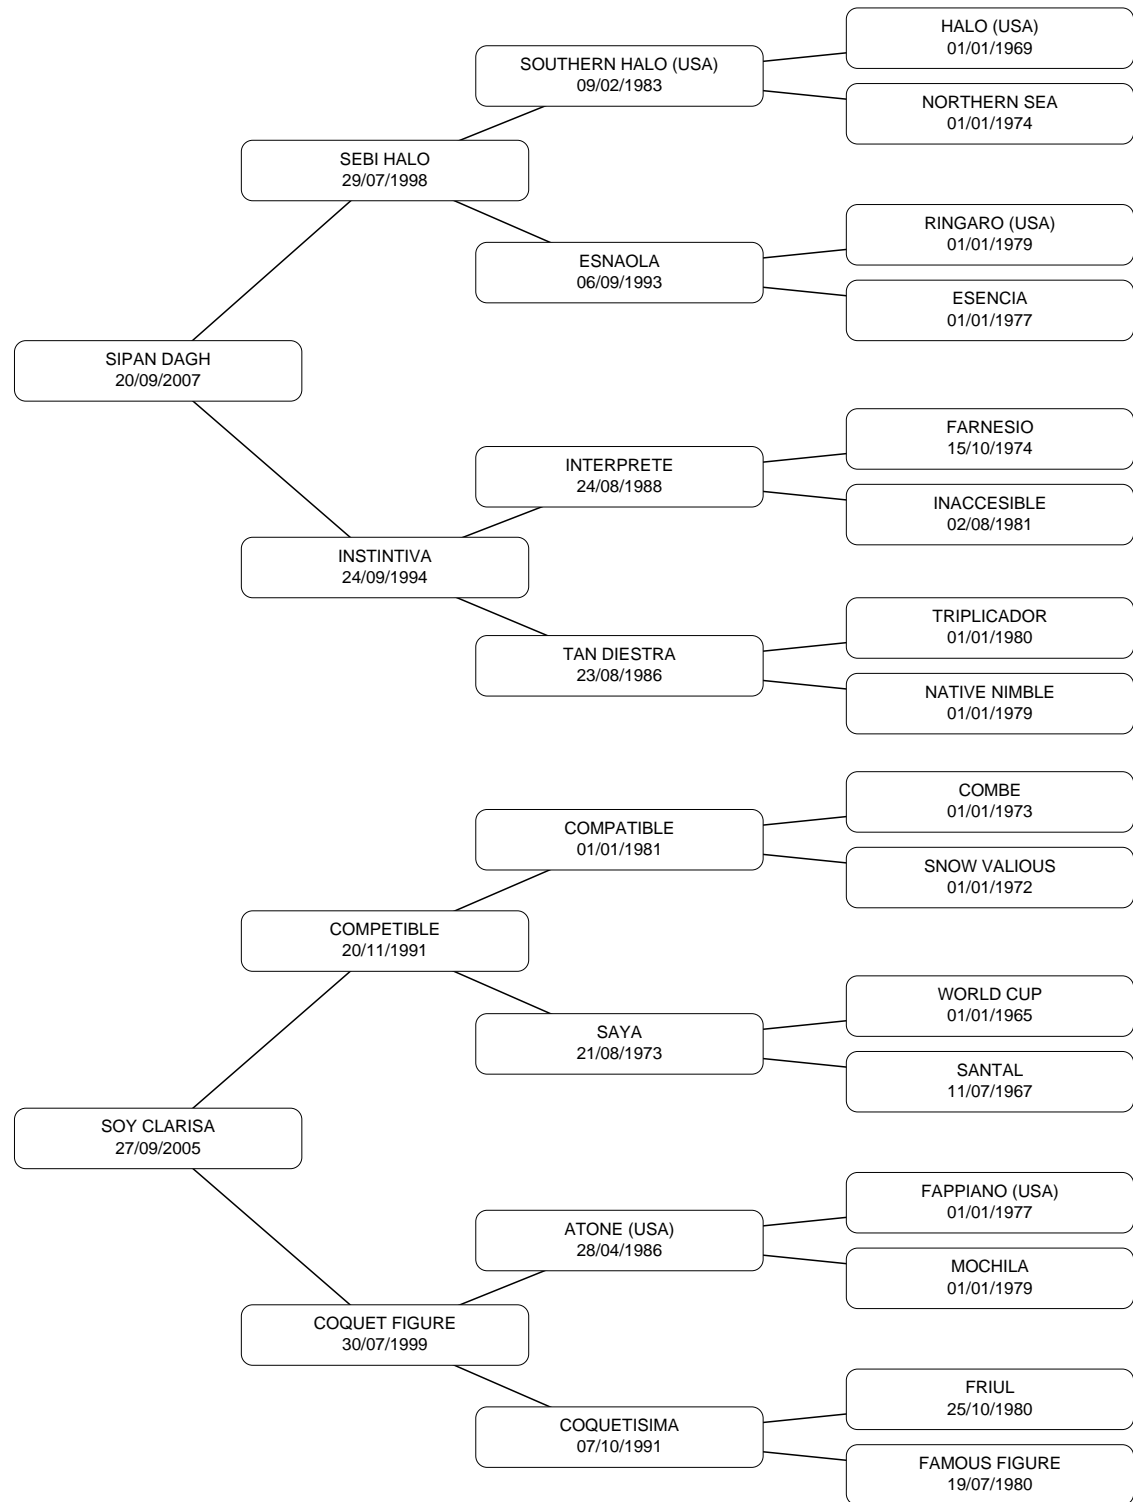 HALO (USA)
01/01/1969
SOUTHERN HALO (USA)
09/02/1983
NORTHERN SEA
01/01/1974
SEBI HALO
29/07/1998
RINGARO (USA)
01/01/1979
ESNAOLA
06/09/1993
ESENCIA
01/01/1977
SIPAN DAGH
20/09/2007
FARNESIO
15/10/1974
INTERPRETE
24/08/1988
INACCESIBLE
02/08/1981
INSTINTIVA
24/09/1994
TRIPLICADOR
01/01/1980
TAN DIESTRA
23/08/1986
NATIVE NIMBLE
01/01/1979
COMBE
01/01/1973
COMPATIBLE
01/01/1981
SNOW VALIOUS
01/01/1972
COMPETIBLE
20/11/1991
WORLD CUP
01/01/1965
SAYA
21/08/1973
SANTAL
11/07/1967
SOY CLARISA
27/09/2005
FAPPIANO (USA)
01/01/1977
ATONE (USA)
28/04/1986
MOCHILA
01/01/1979
COQUET FIGURE
30/07/1999
FRIUL
25/10/1980
COQUETISIMA
07/10/1991
FAMOUS FIGURE
19/07/1980